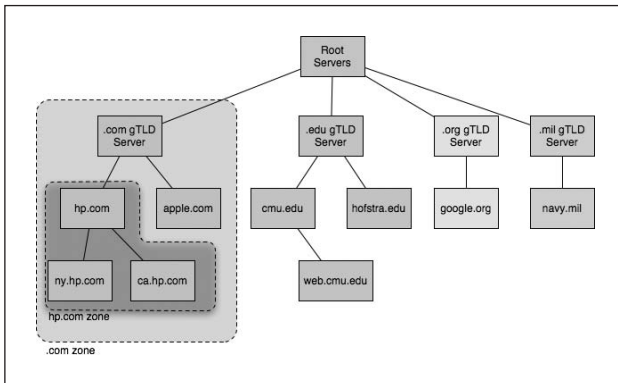 Root
Servers
.com gTLD
Server
.edu gTLD
Server
.org gTLD
Server
.mil gTLD
Server
hp.com
apple.com
cmu.edu
hofstra.edu
google.org
navy.mil
ny.hp.com
ca.hp.com
web.cmu.edu
hp.com zone
.com zone